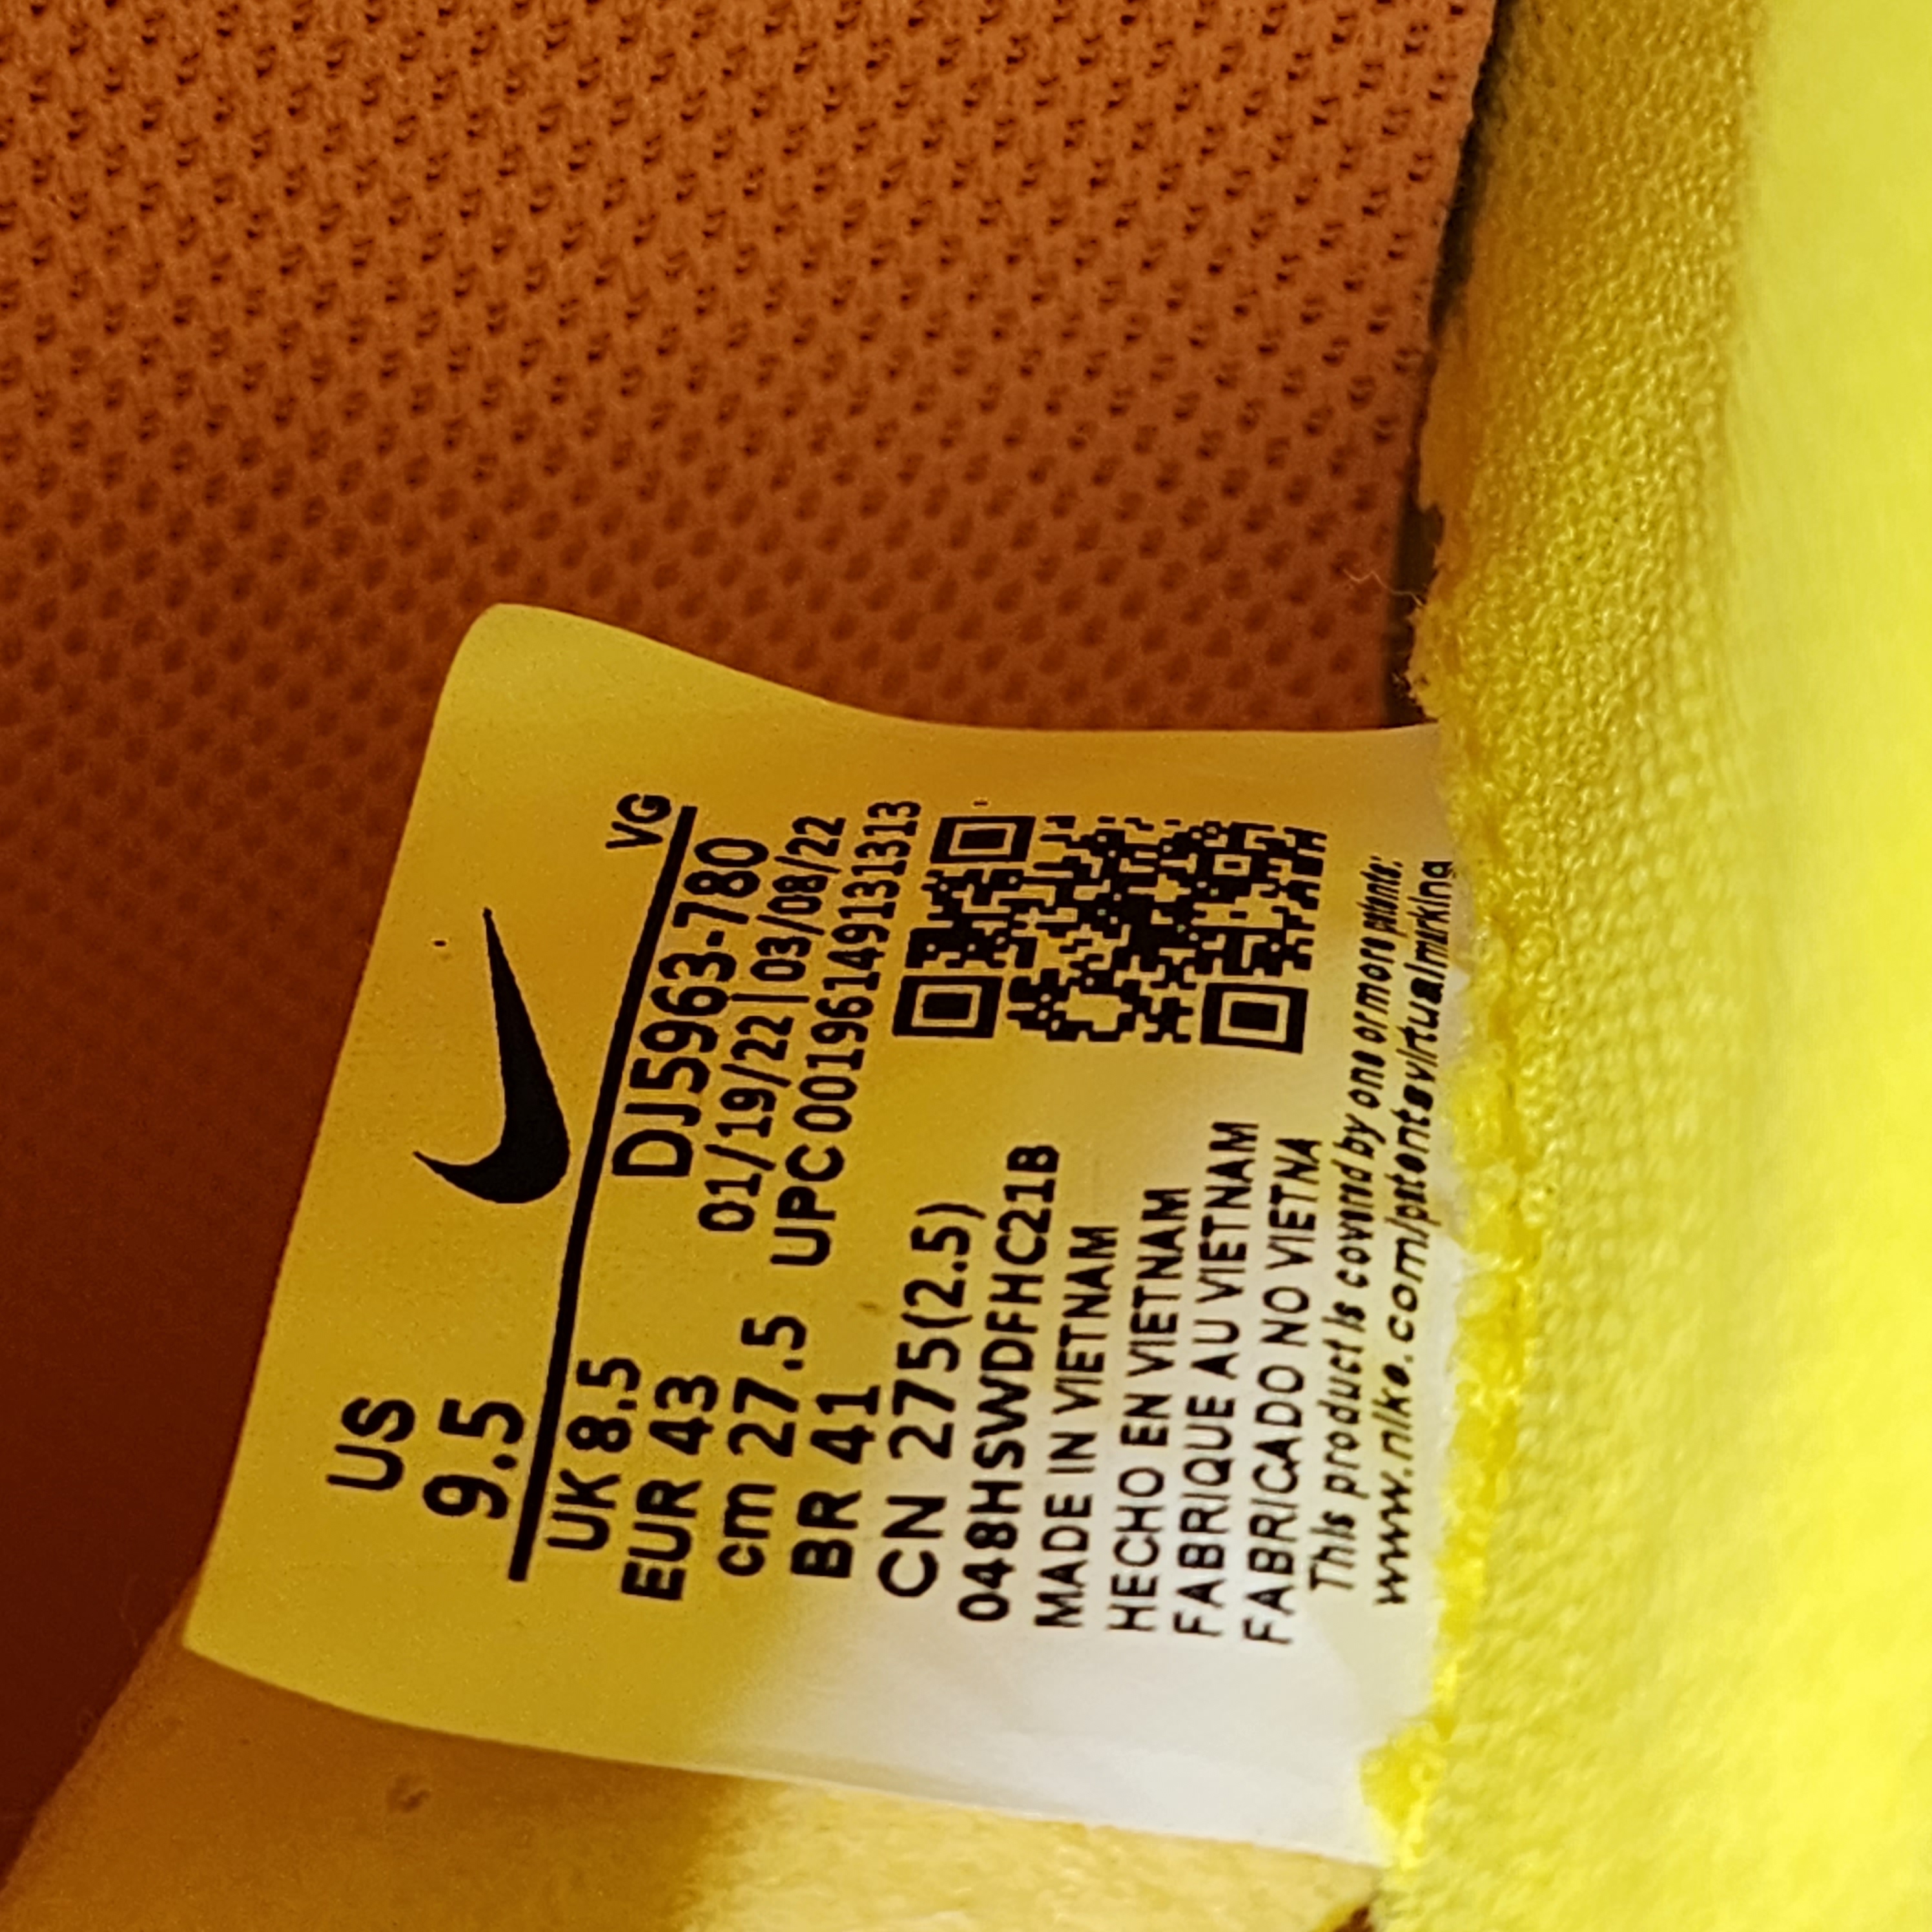 US
9.5
VG
UK 8.5
EUR 43
cm 27.5
BR 41
CN 275(2.5)
DJ5963-780
01/19/22 | 03/08/22
UPC 00196149131313
048HSWDFHC21B
MADE IN VIETNAM
HECHO EN VIETNAM
FABRIQUE AU VIETNAM
FABRICADO NO VIETNA
This product is covered by one or more patents:
www.nike.com/patentsvirtualmarking